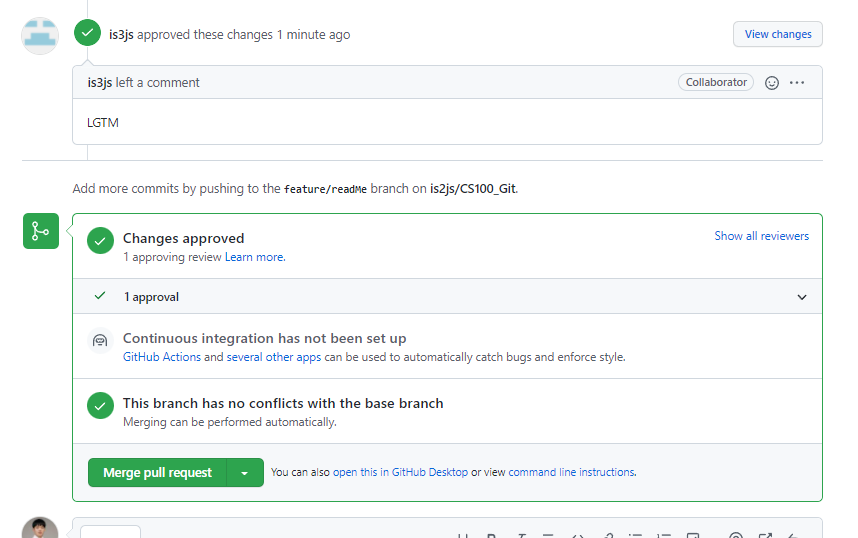 is3js approved these changes 1 minute ago
View changes
is3js left a comment
Collaborator
LGTM
Add more commits by pushing to the feature/readMe branch on is2js/CS100_Git.
Changes approved
Show all reviewers
1 approving review Learn more.
1 approval
Continuous integration has not been set up
GitHub Actions and several other apps can be used to automatically catch bugs and enforce style.
This branch has no conflicts with the base branch
Merging can be performed automatically.
Merge pull request
You can also open this in GitHub Desktop or view command line instructions.